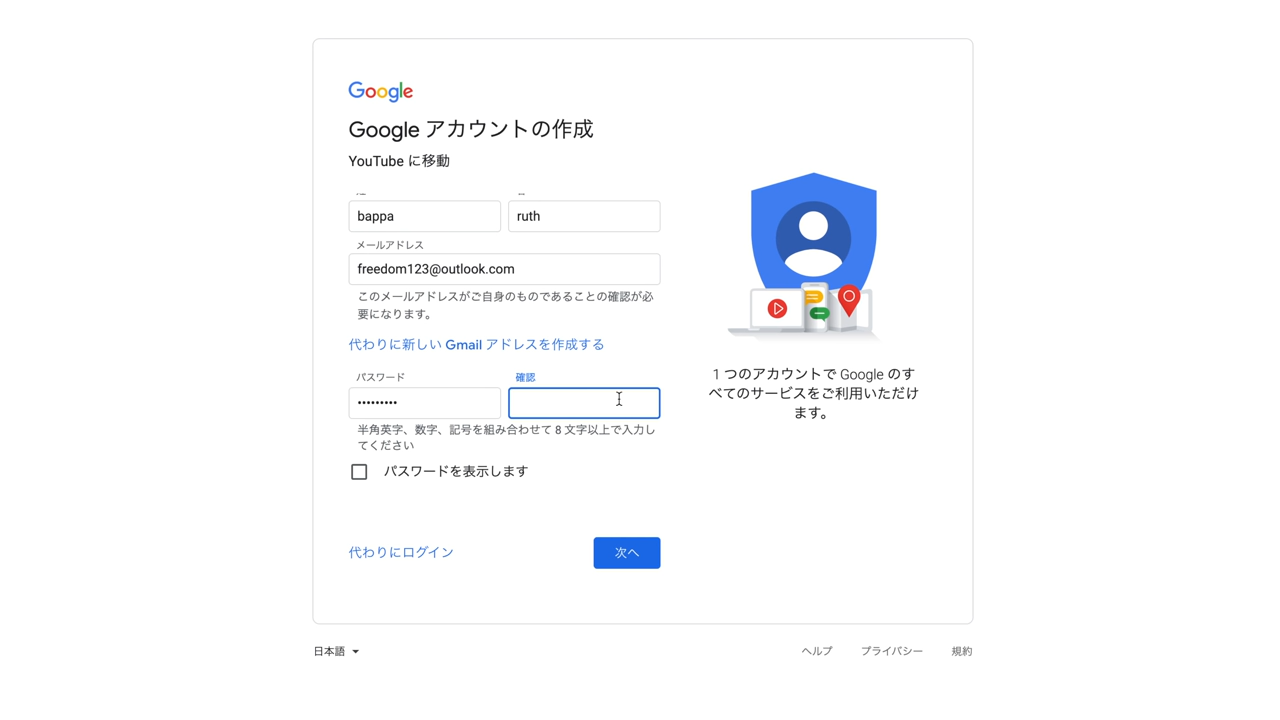 Google
Google アカウントの作成
YouTube に移動
bappa
ruth
メールアドレス
freedom123@outlook.com
このメールアドレスがご自身のものであることの確認が必
要になります。
代わりに新しい Gmail アドレスを作成する
パスワード
確認
•••••••••
半角英字、数字、記号を組み合わせて 8 文字以上で入力し
てください
パスワードを表示します
代わりにログイン
次へ
1 つのアカウントで Google のす
べてのサービスをご利用いただけ
ます。
日本語
ヘルプ
プライバシー
規約